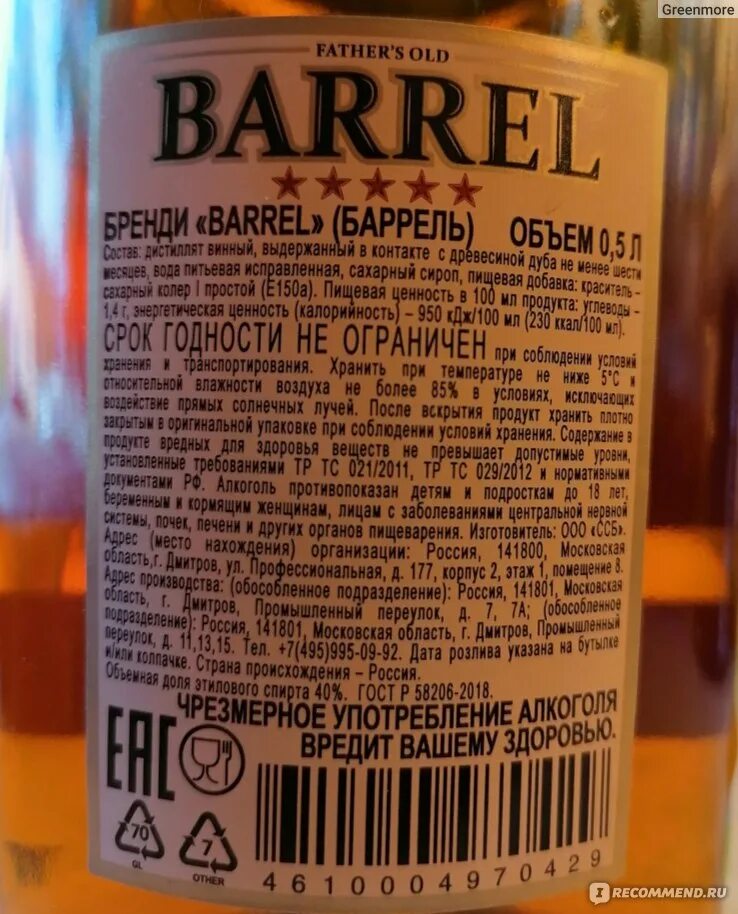 Greenmore
FATHER'S OLD
BARREL
БРЕНДИ «BARREL» (БАРРЕЛЬ) ОБЪЕМ 0,5 Л
Состав: дистиллят винный, выдержанный в контакте с древесиной дуба не менее шести
месяцев, вода питьевая исправленная, сахарный сироп, пищевая добавка: краситель –
сахарный колер I простой (Е150а). Пищевая ценность в 100 мл продукта: углеводы –
1,4 г, энергетическая ценность (калорийность) – 950 кДж/100 мл (230 ккал/100 мл).
СРОК ГОДНОСТИ НЕ ОГРАНИЧЕН при соблюдении условий
хранения и транспортирования. Хранить при температуре не ниже 5°С и
относительной влажности воздуха не более 85% в условиях, исключающих
воздействие прямых солнечных лучей. После вскрытия продукт хранить плотно
закрытым в оригинальной упаковке при соблюдении условий хранения. Содержание в
продукте вредных для здоровья веществ не превышает допустимые уровни,
установленные требованиями ТР ТС 021/2011, ТР ТС 029/2012 и нормативными
документами РФ. Алкоголь противопоказан детям и подросткам до 18 лет,
беременным и кормящим женщинам, лицам с заболеваниями центральной нервной
системы, почек, печени и других органов пищеварения. Изготовитель: ООО «ССБ».
Адрес (место нахождения) организации: Россия, 141800, Московская
область,г. Дмитров, ул. Профессиональная, д. 177, корпус 2, этаж 1, помещение 8.
Адрес производства: (обособленное подразделение): Россия, 141801, Московская
область, г. Дмитров, Промышленный переулок, д. 7, 7А; (обособленное
подразделение): Россия, 141801, Московская область, г. Дмитров, Промышленный
переулок, д. 11,13,15. Тел. +7(495)995-09-92. Дата розлива указана на бутылке
и/или колпачке. Страна происхождения – Россия.
Объемная доля этилового спирта 40%. ГОСТ Р 58206-2018.
ЧРЕЗМЕРНОЕ УПОТРЕБЛЕНИЕ АЛКОГОЛЯ
ВРЕДИТ ВАШЕМУ ЗДОРОВЬЮ.
EAC
70
GL
7
OTHER
4610004970429
IRECOMMEND.RU